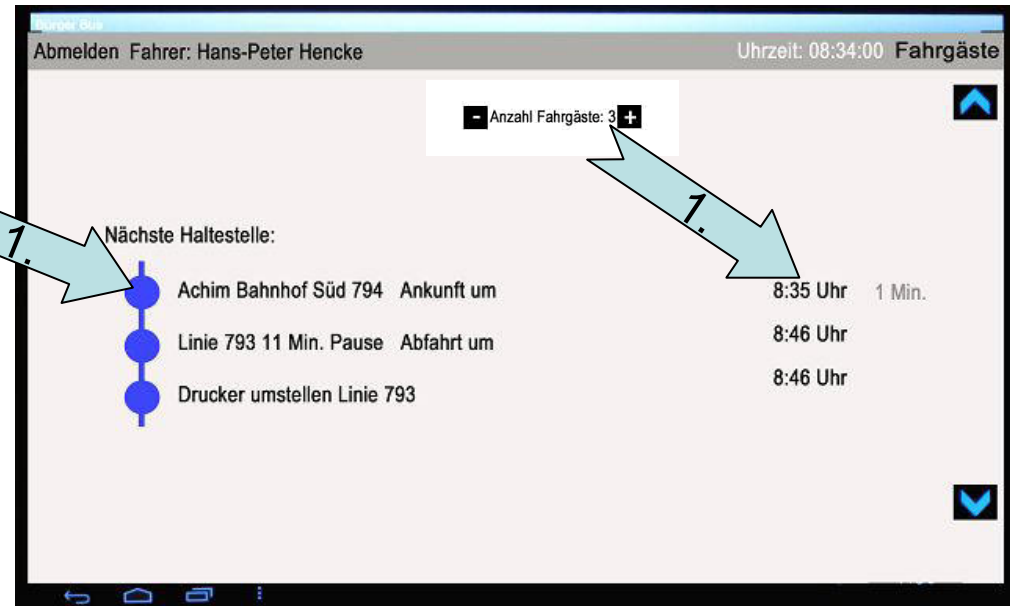 Bürger Bus
Abmelden Fahrer: Hans-Peter Hencke Uhrzeit: 08:34:00 Fahrgäste
- Anzahl Fahrgäste: 3 +
1.
1.
Nächste Haltestelle:
Achim Bahnhof Süd 794 Ankunft um 8:35 Uhr 1 Min.
Linie 793 11 Min. Pause Abfahrt um 8:46 Uhr
Drucker umstellen Linie 793 8:46 Uhr